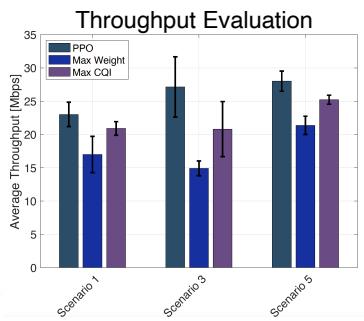 Throughput Evaluation
35
30
25
20
15
10
5
0
Average Throughput [Mbps]
PPO
Max Weight
Max CQI
Scenario 1
Scenario 3
Scenario 5